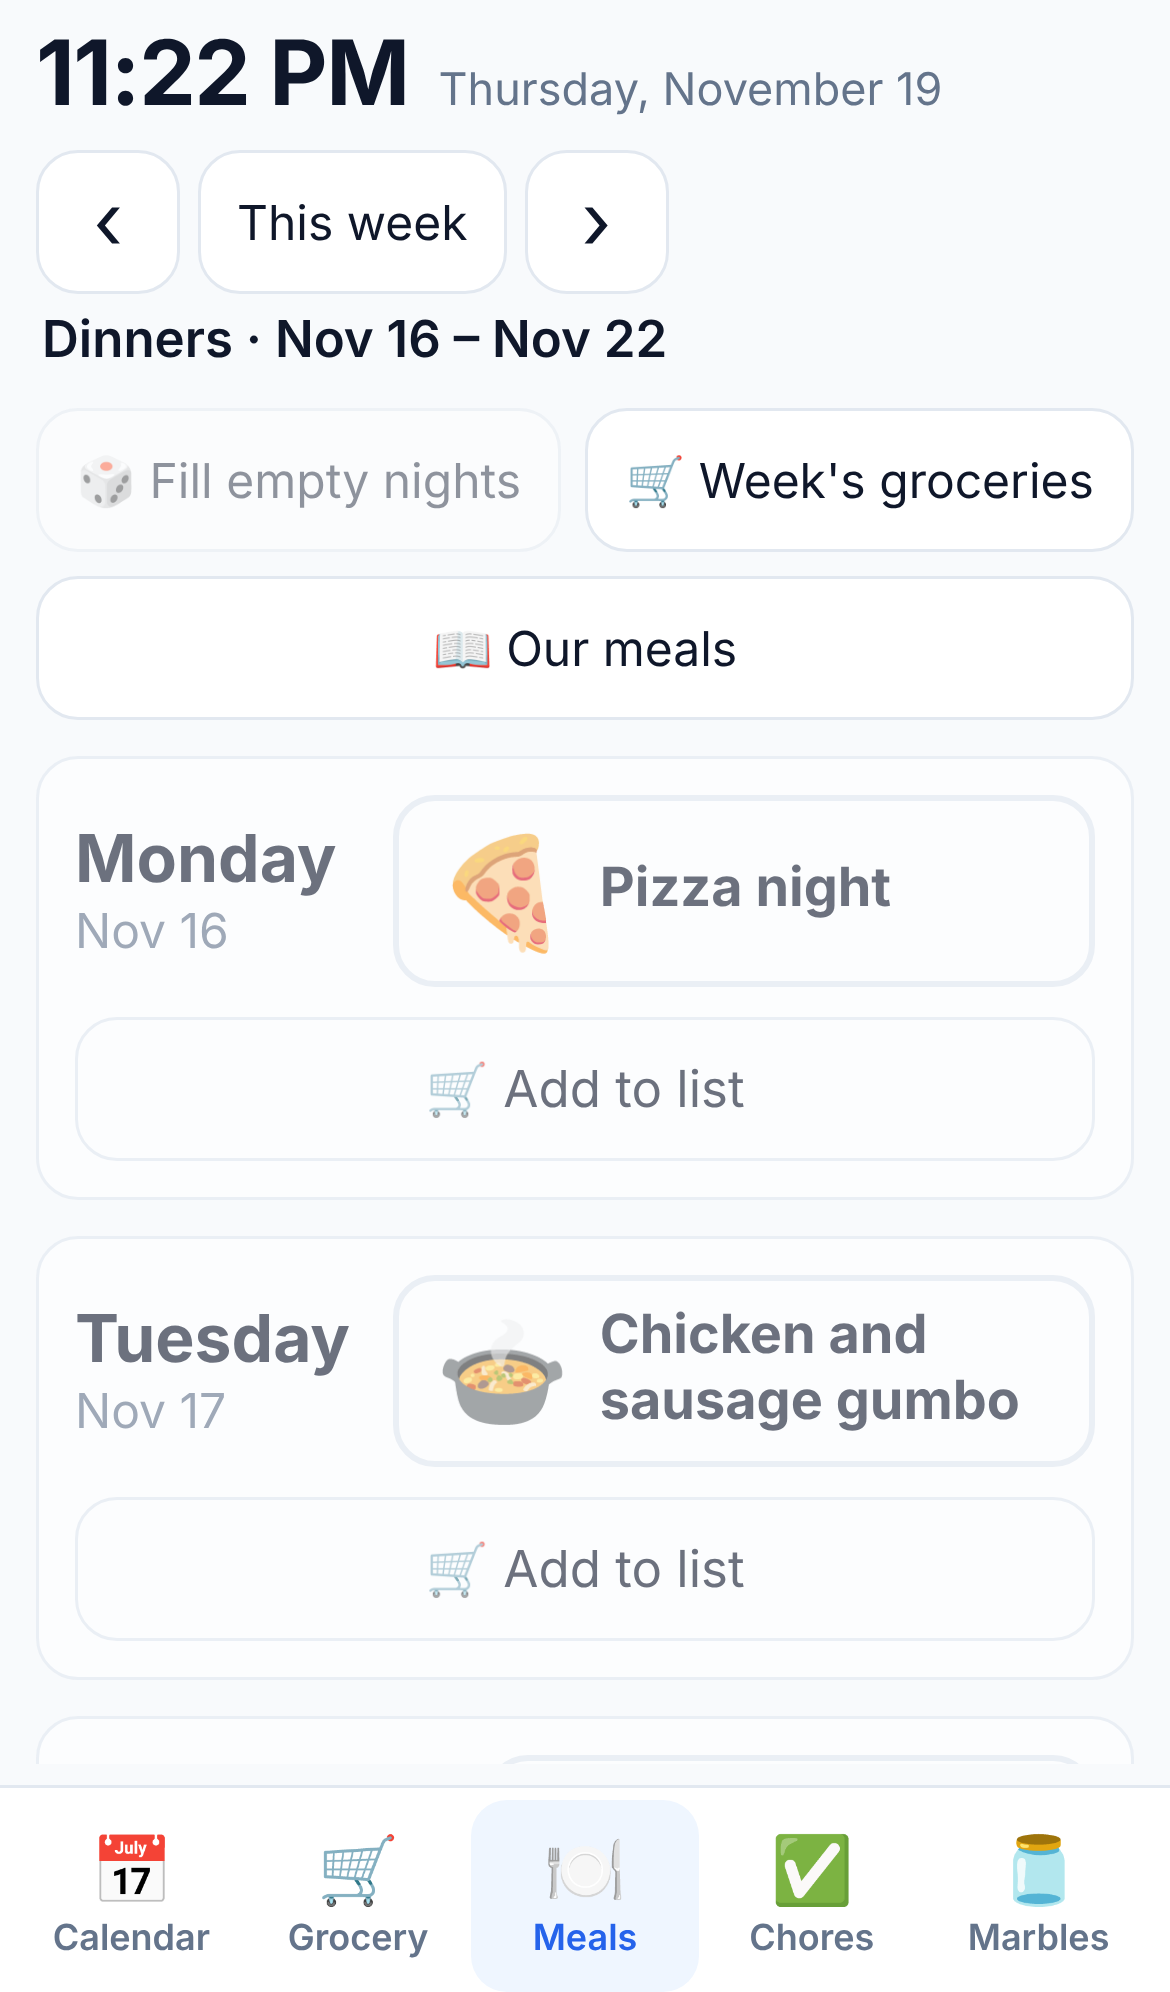 11:22 PM Thursday, November 19
‹ This week ›
Dinners · Nov 16 – Nov 22
Fill empty nights
Week's groceries
Our meals
Monday
Nov 16
Pizza night
Add to list
Tuesday
Nov 17
Chicken and
sausage gumbo
Add to list
July
17
Calendar
Grocery
Meals
Chores
Marbles